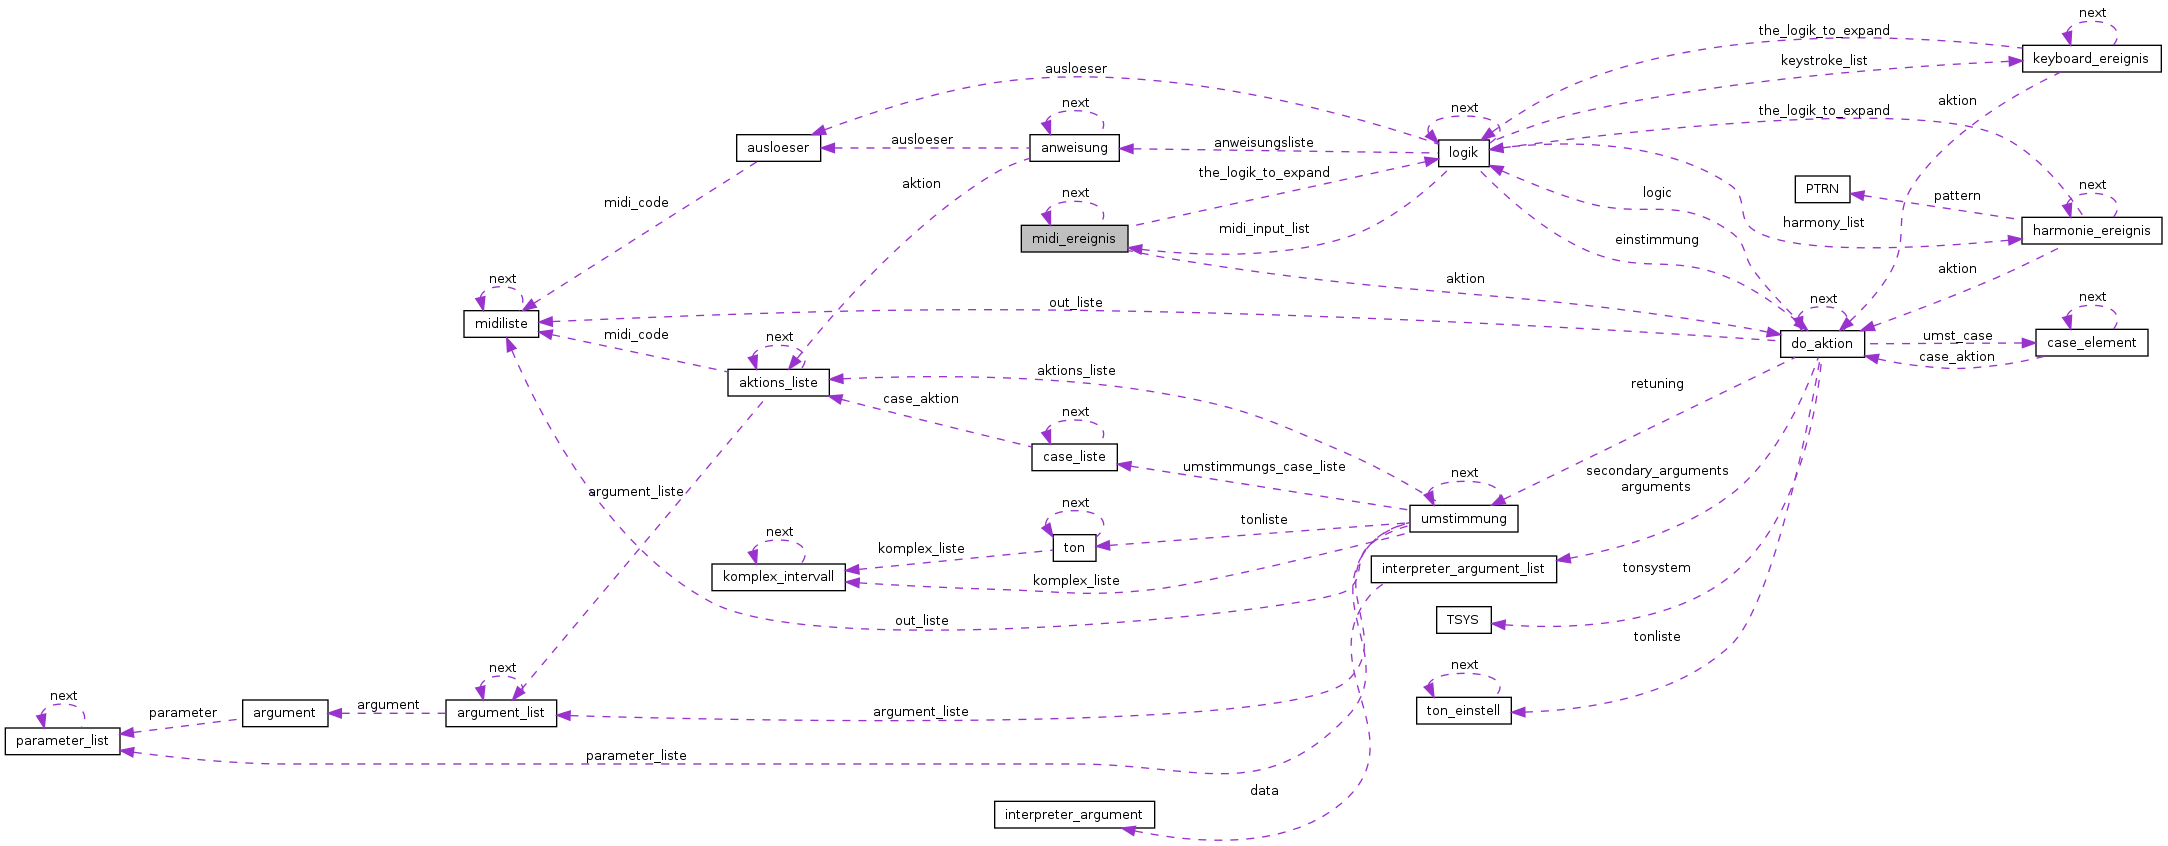 next
the_logik_to_expand
keyboard_ereignis
keystroke_list
ausloeser
next
next
aktion
the_logik_to_expand
ausloeser
ausloeser
anweisung
anweisungsliste
logik
the_logik_to_expand
aktion
next
logic
PTRN
pattern
next
midi_code
midi_ereignis
midi_input_list
einstimmung
harmony_list
harmonie_ereignis
next
aktion
aktion
out_liste
next
next
midiliste
midi_code
next
do_aktion
umst_case
case_aktion
case_element
aktions_liste
aktions_liste
case_aktion
next
retuning
case_liste
umstimmungs_case_liste
next
secondary_arguments
arguments
argument_liste
next
tonliste
umstimmung
next
komplex_liste
ton
komplex_intervall
komplex_liste
interpreter_argument_list
tonsystem
out_liste
TSYS
tonliste
next
next
next
parameter
argument
argument
argument_list
argument_liste
ton_einstell
parameter_list
parameter_liste
data
interpreter_argument